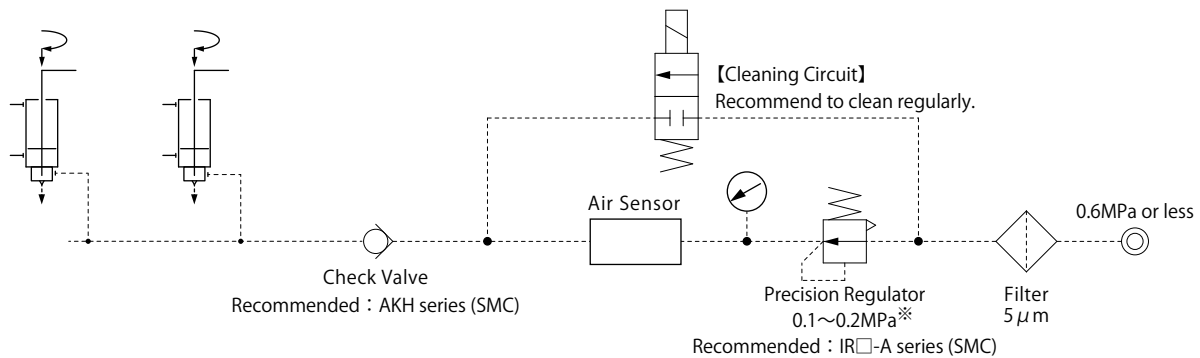 【Cleaning Circuit】
Recommend to clean regularly.
Air Sensor
0.6MPa or less
Check Valve
Recommended：AKH series (SMC)
Precision Regulator
0.1～0.2MPa※
Recommended：IR□-A series (SMC)
Filter
5μm